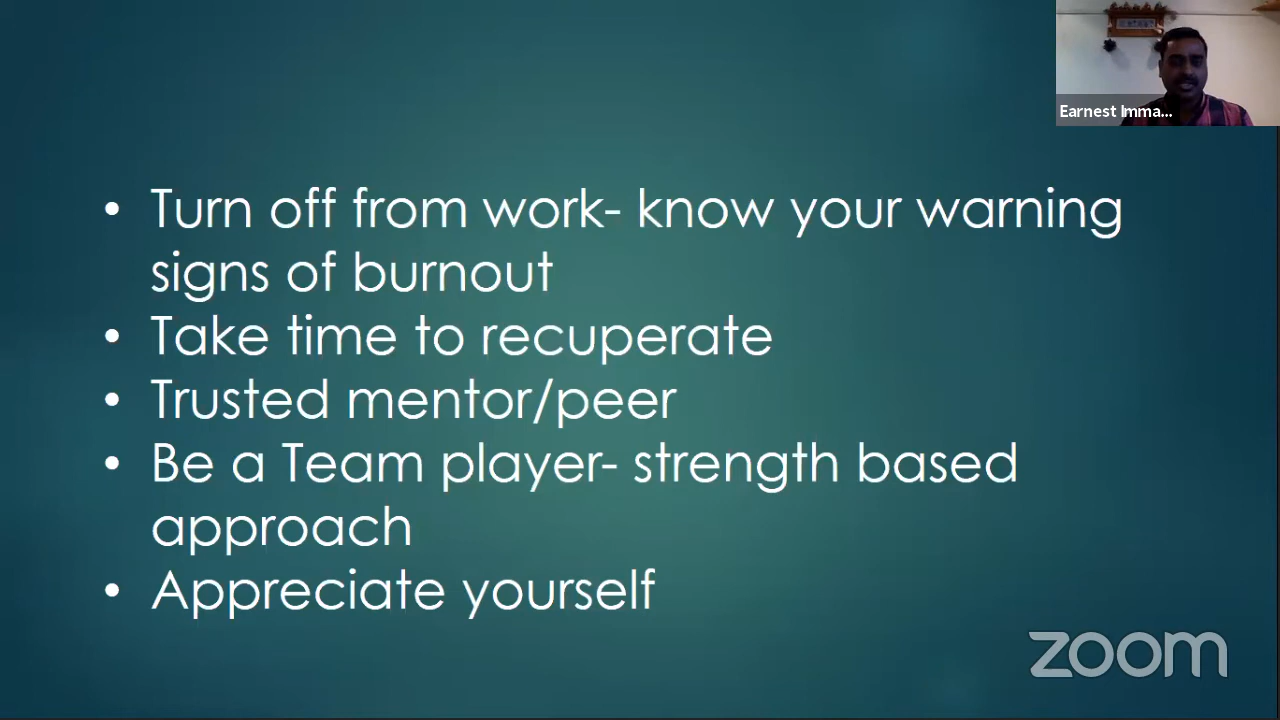 Earnest Imma...
• Turn off from work- know your warning
signs of burnout
• Take time to recuperate
• Trusted mentor/peer
• Be a Team player- strength based
approach
• Appreciate yourself
zoom